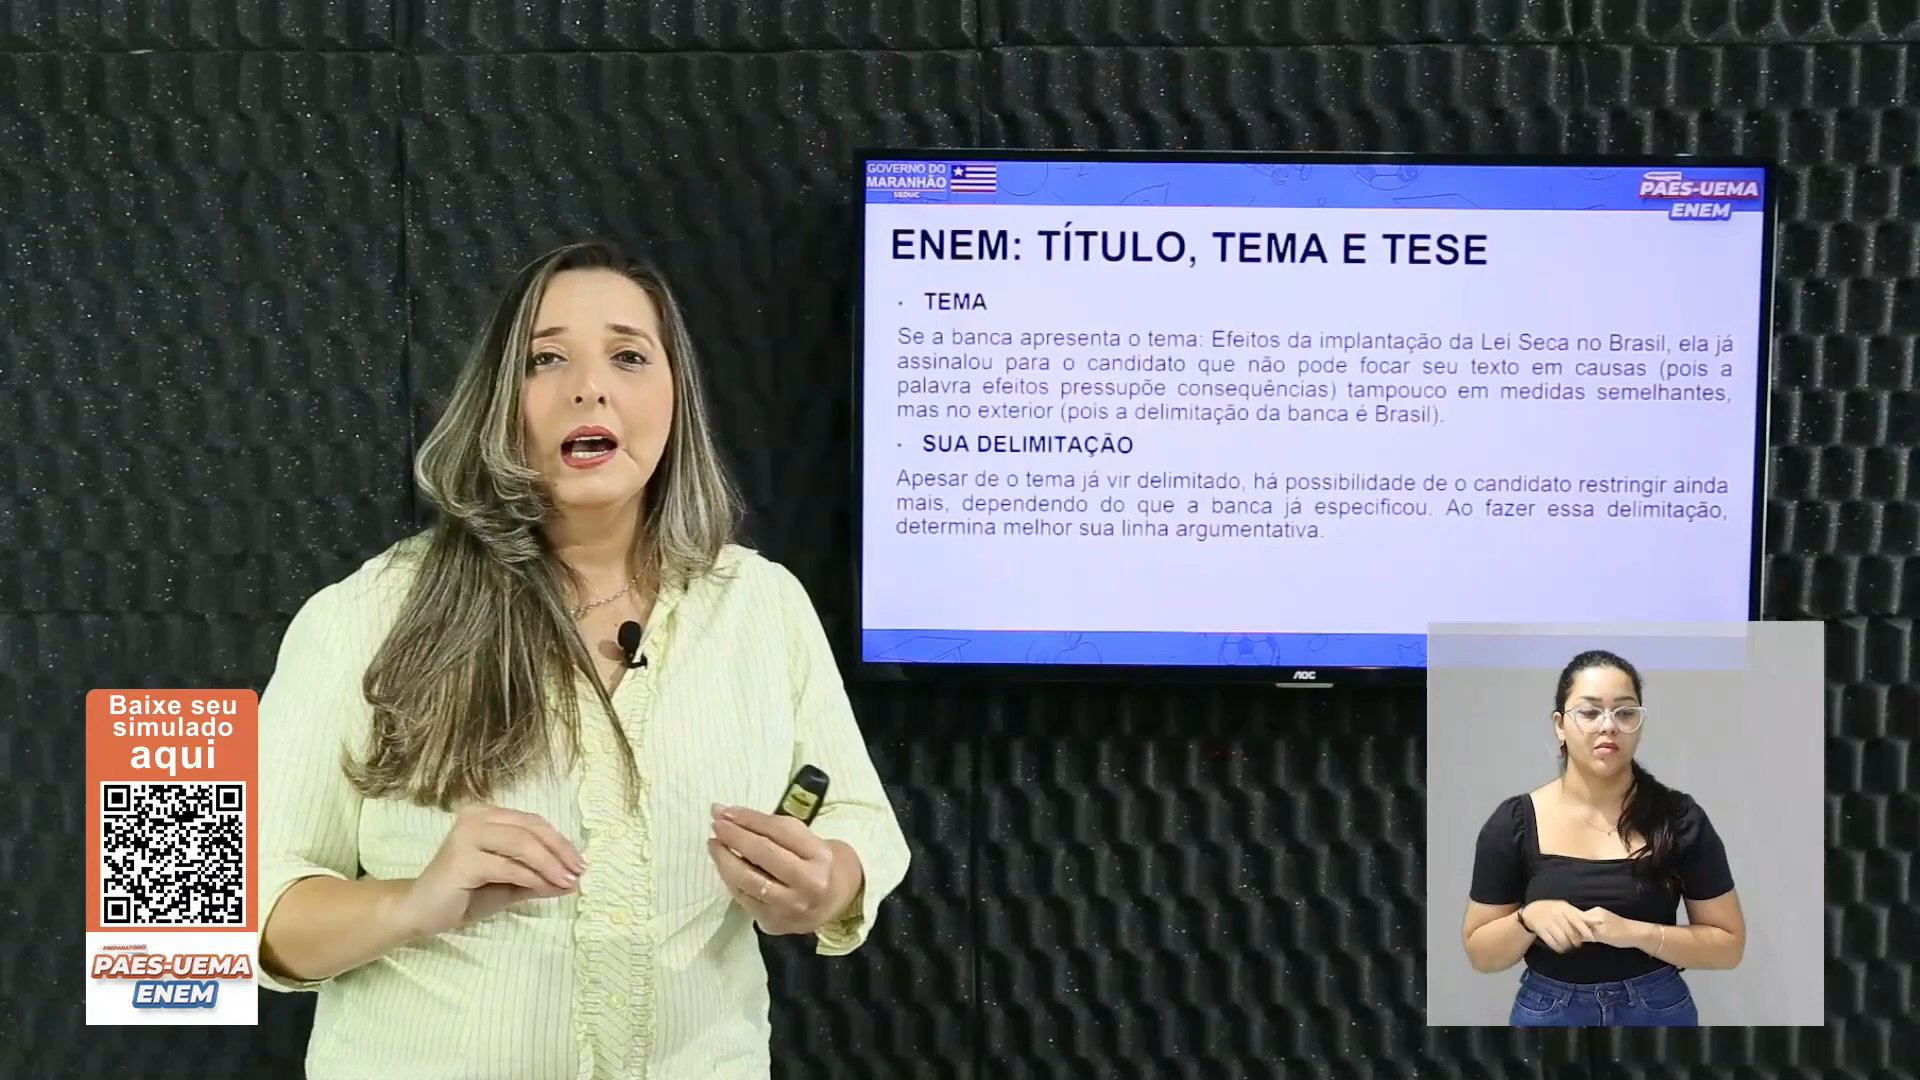 GOVERNO DO
MARANHÃO
SEDUC
PAES-UEMA
ENEM
ENEM: TÍTULO, TEMA E TESE
· TEMA
Se a banca apresenta o tema: Efeitos da implantação da Lei Seca no Brasil, ela já
assinalou para o candidato que não pode focar seu texto em causas (pois a
palavra efeitos pressupõe consequências) tampouco em medidas semelhantes,
mas no exterior (pois a delimitação da banca é Brasil).
· SUA DELIMITAÇÃO
Apesar de o tema já vir delimitado, há possibilidade de o candidato restringir ainda
mais, dependendo do que a banca já especificou. Ao fazer essa delimitação,
determina melhor sua linha argumentativa.
AOC
Baixe seu
simulado
aqui
PREPARATÓRIO
PAES-UEMA
ENEM